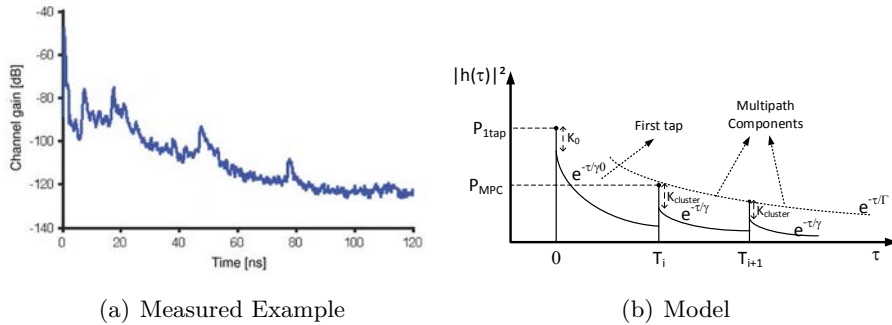 -40
-60
-80
-100
-120
-140
Channel gain [dB]
0
20
40
60
80
100
120
Time [ns]
(a) Measured Example
|h(τ)|²
P1tap
K0
First tap
Multipath
Components
e-τ/γ0
PMPC
Kcluster
e-τ/γ
Kcluster
e-τ/γ
e-τ/Γ
0
Ti
Ti+1
τ
(b) Model